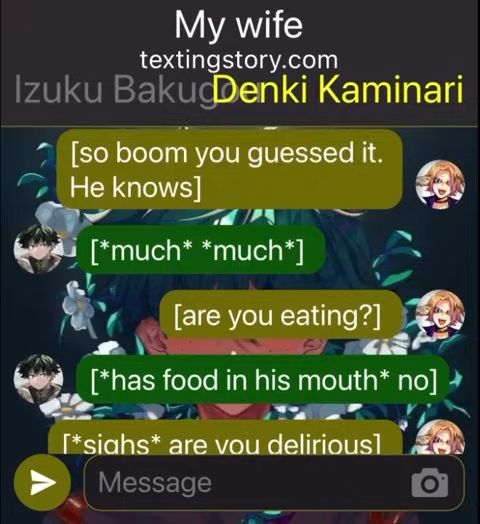 My wife
textingstory.com
Izuku Bakugou Denki Kaminari
[so boom you guessed it.
He knows]
[*much* *much*]
[are you eating?]
[*has food in his mouth* no]
[*sighs* are you delirious]
Message